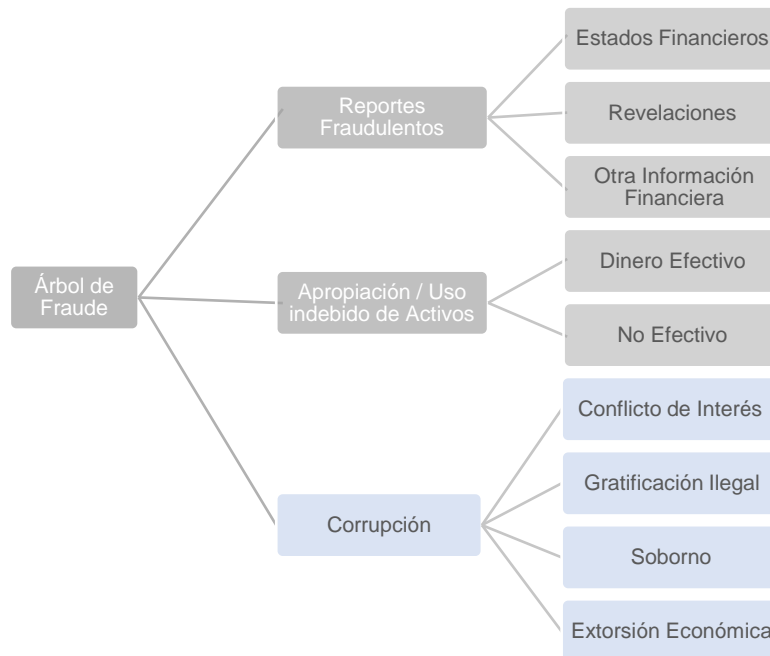 Árbol de
Fraude
Reportes
Fraudulentos
Estados Financieros
Revelaciones
Otra Información
Financiera
Apropiación / Uso
indebido de Activos
Dinero Efectivo
No Efectivo
Corrupción
Conflicto de Interés
Gratificación Ilegal
Soborno
Extorsión Económica